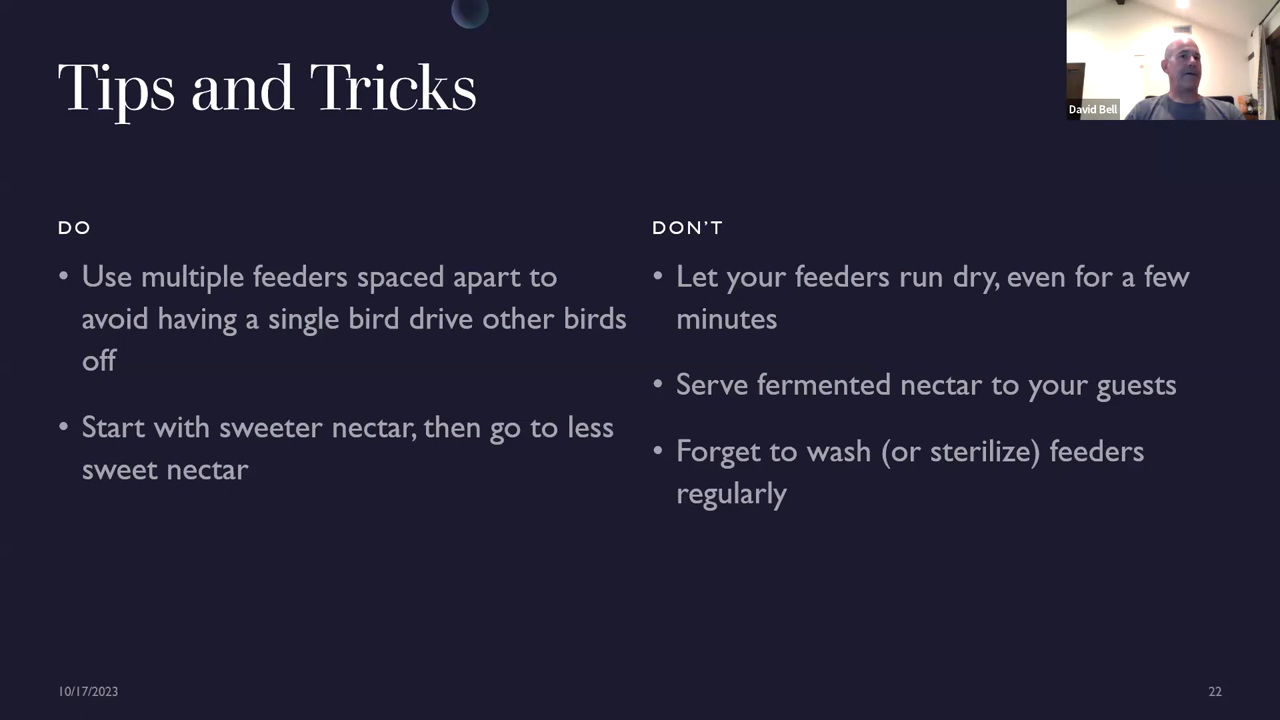 Tips and Tricks
David Bell
DO
• Use multiple feeders spaced apart to
avoid having a single bird drive other birds
off
• Start with sweeter nectar, then go to less
sweet nectar
DON'T
• Let your feeders run dry, even for a few
minutes
• Serve fermented nectar to your guests
• Forget to wash (or sterilize) feeders
regularly
10/17/2023
22